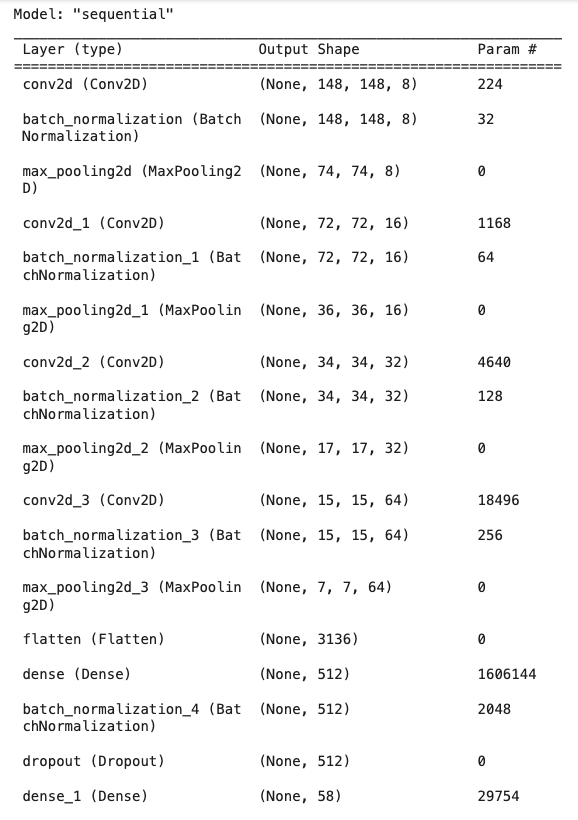 Model: "sequential"
Layer (type) Output Shape Param #
conv2d (Conv2D) (None, 148, 148, 8) 224
batch_normalization (Batch (None, 148, 148, 8) 32
Normalization)
max_pooling2d (MaxPooling2 (None, 74, 74, 8) 0
D)
conv2d_1 (Conv2D) (None, 72, 72, 16) 1168
batch_normalization_1 (Bat (None, 72, 72, 16) 64
chNormalization)
max_pooling2d_1 (MaxPoolin (None, 36, 36, 16) 0
g2D)
conv2d_2 (Conv2D) (None, 34, 34, 32) 4640
batch_normalization_2 (Bat (None, 34, 34, 32) 128
chNormalization)
max_pooling2d_2 (MaxPoolin (None, 17, 17, 32) 0
g2D)
conv2d_3 (Conv2D) (None, 15, 15, 64) 18496
batch_normalization_3 (Bat (None, 15, 15, 64) 256
chNormalization)
max_pooling2d_3 (MaxPoolin (None, 7, 7, 64) 0
g2D)
flatten (Flatten) (None, 3136) 0
dense (Dense) (None, 512) 1606144
batch_normalization_4 (Bat (None, 512) 2048
chNormalization)
dropout (Dropout) (None, 512) 0
dense_1 (Dense) (None, 58) 29754